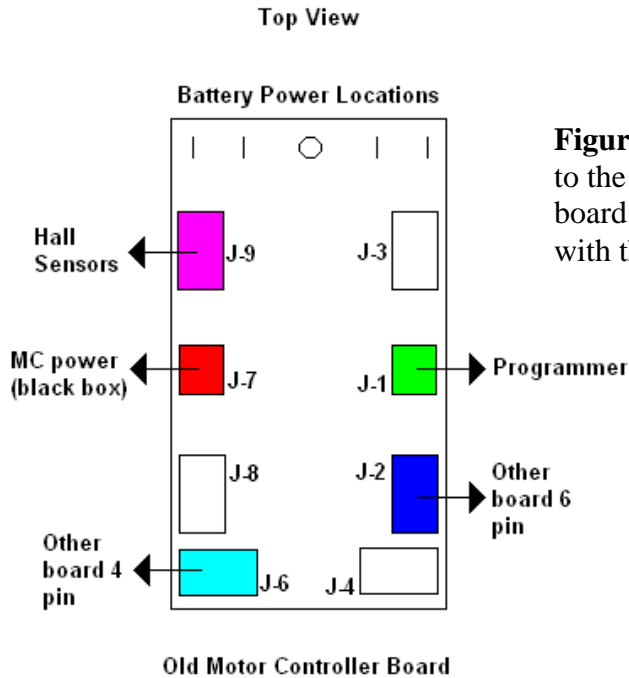 Top View
Battery Power Locations
to the
board
with
Hall
Sensors
J-9
J-3
MC power
(black box)
J-7
J-1
Programmer
J-8
J-2
Other
board 6
pin
Other
board 4
pin
J-6
J-4
Old Motor Controller Board